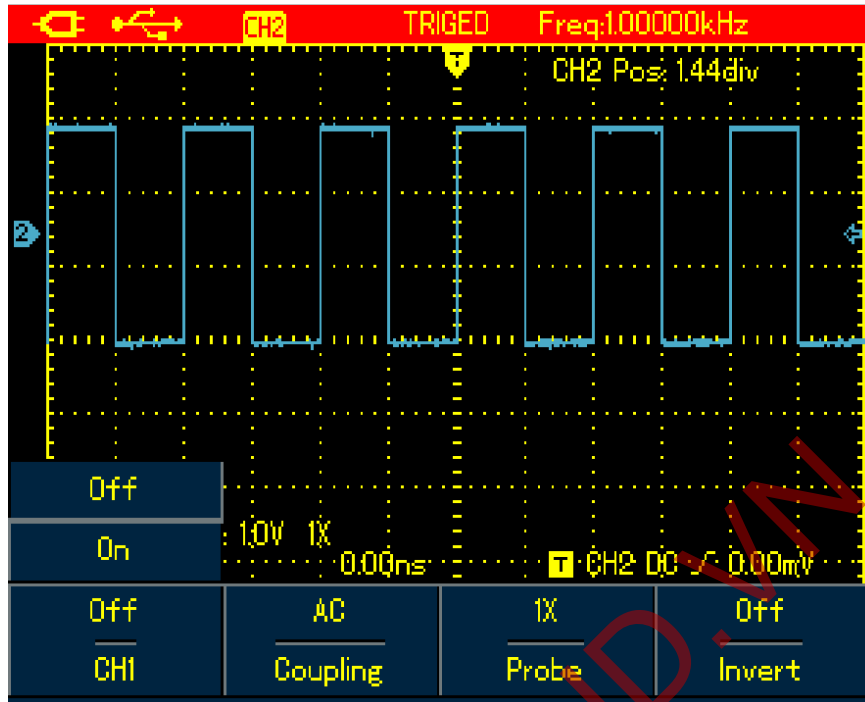 CH2 TRIGED Freq:1.00000kHz
T
CH2 Pos: 1.44div
2
Off
On
: 1.0V 1X
0.00ns
T CH2 DC 0.00mV
Off AC 1X Off
CH1 Coupling Probe Invert